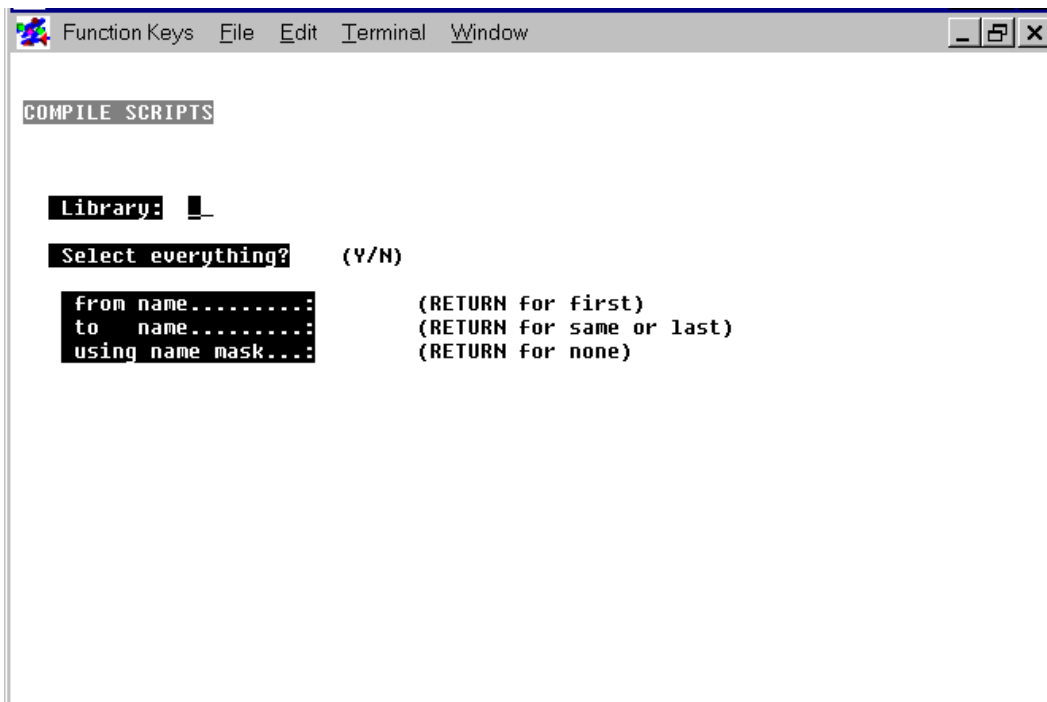 Function Keys File Edit Terminal Window
COMPILE SCRIPTS
Library:
Select everything? (Y/N)
from name.........: (RETURN for first)
to   name.........: (RETURN for same or last)
using name mask...: (RETURN for none)